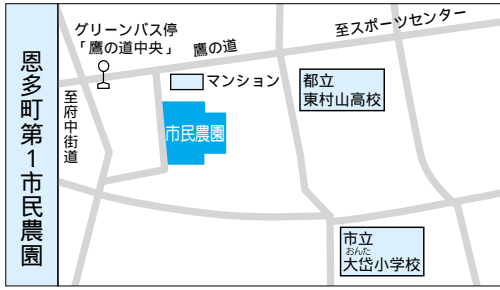 恩多町第1市民農園
グリーンバス停
「鷹の道中央」
鷹の道
至スポーツセンター
至府中街道
マンション
都立
東村山高校
市民農園
市立
おんた
大岱小学校